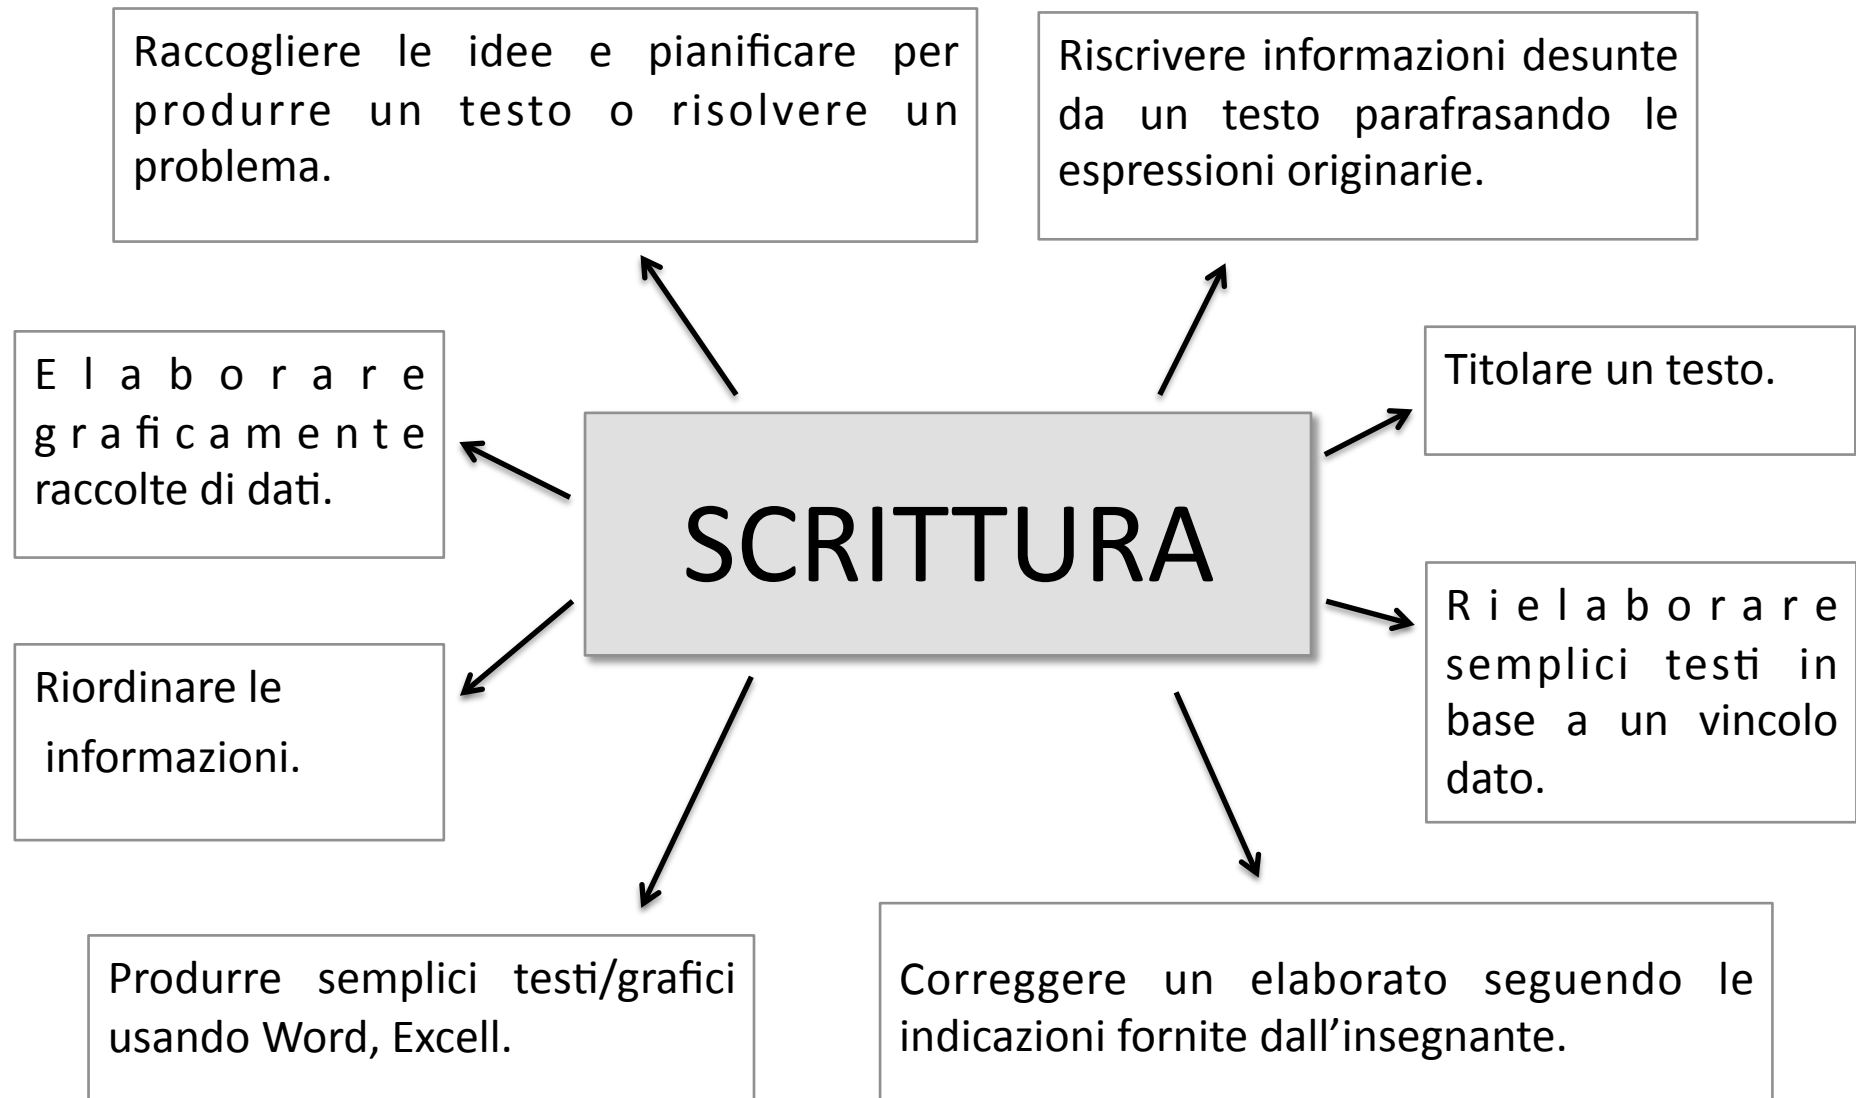 Raccogliere le idee e pianificare per
produrre un testo o risolvere un
problema.
Riscrivere informazioni desunte
da un testo parafrasando le
espressioni originarie.
Elaborare
graficamente
raccolte di dati.
Titolare un testo.
SCRITTURA
Riordinare le
informazioni.
Rielaborare
semplici testi in
base a un vincolo
dato.
Produrre semplici testi/grafici
usando Word, Excell.
Correggere un elaborato seguendo le
indicazioni fornite dall’insegnante.